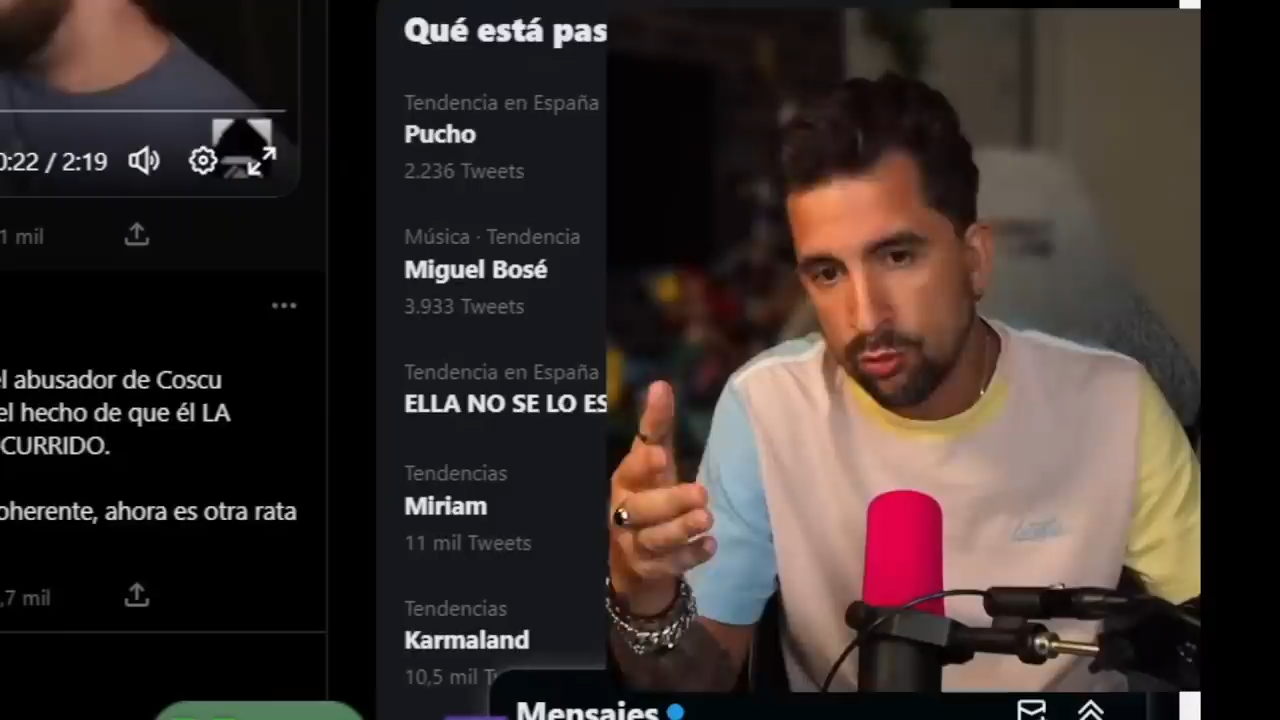 0:22 / 2:19
1 mil
el abusador de Coscu
el hecho de que él LA
CURRIDO.
oherente, ahora es otra rata
,7 mil
Qué está pas
Tendencia en España
Pucho
2.236 Tweets
Música · Tendencia
Miguel Bosé
3.933 Tweets
Tendencia en España
ELLA NO SE LO ES
Tendencias
Miriam
11 mil Tweets
Tendencias
Karmaland
10,5 mil Tw
Mensajes